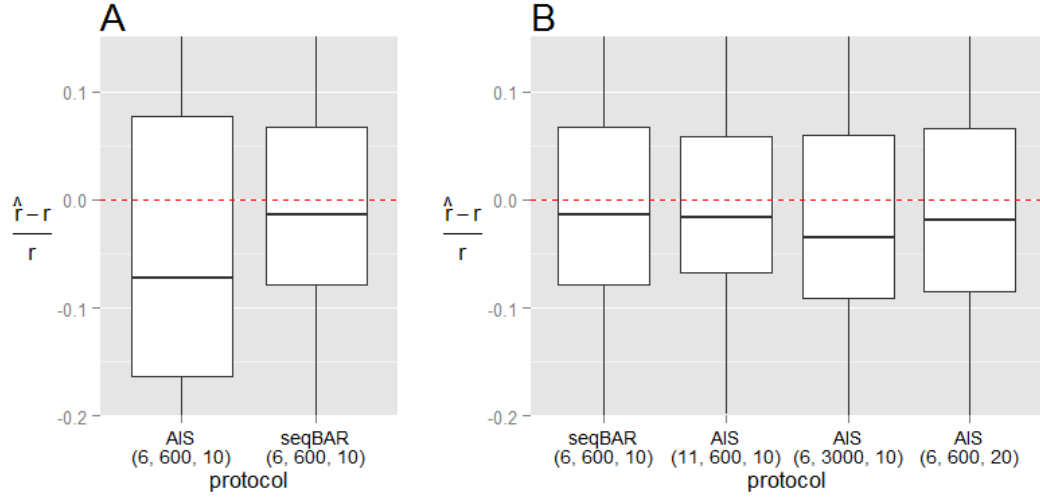 A
0.1
0.0
-0.1
-0.2
r̂ − r
r
AIS
(6, 600, 10)
seqBAR
(6, 600, 10)
protocol
B
0.1
0.0
-0.1
-0.2
r̂ − r
r
seqBAR
(6, 600, 10)
AIS
(11, 600, 10)
AIS
(6, 3000, 10)
AIS
(6, 600, 20)
protocol